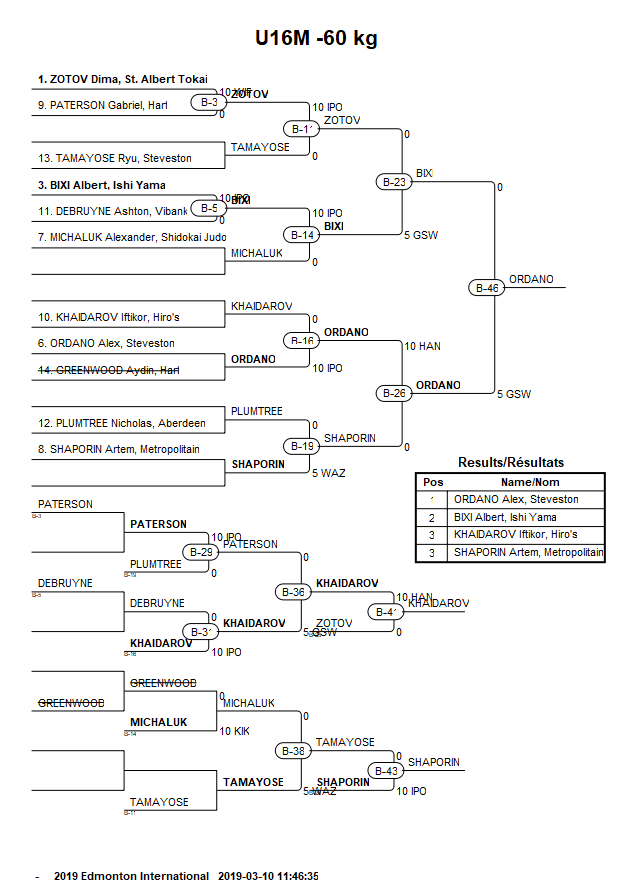 U16M -60 kg
1. ZOTOV Dima, St. Albert Tokai
9. PATERSON Gabriel, Hart
B-3
10
0
ZOTOV
13. TAMAYOSE Ryu, Steveston
TAMAYOSE
10 IPO
B-11
0
ZOTOV
3. BIXI Albert, Ishi Yama
11. DEBRUYNE Ashton, Vibank
B-5
10 IPO
0
BIXI
7. MICHALUK Alexander, Shidokai Judo
MICHALUK
10 IPO
B-14
0
BIXI
0
B-23
5 GSW
BIXI
10. KHAIDAROV Iftikor, Hiro's
KHAIDAROV
6. ORDANO Alex, Steveston
14. GREENWOOD Aydin, Hart
ORDANO
0
B-16
10 IPO
ORDANO
12. PLUMTREE Nicholas, Aberdeen
PLUMTREE
8. SHAPORIN Artem, Metropolitain
SHAPORIN
0
B-19
5 WAZ
SHAPORIN
10 HAN
B-26
0
ORDANO
0
B-46
5 GSW
ORDANO
Results/Résultats
Pos Name/Nom
1 ORDANO Alex, Steveston
2 BIXI Albert, Ishi Yama
3 KHAIDAROV Iftikor, Hiro's
3 SHAPORIN Artem, Metropolitain
PATERSON
B-3
PATERSON
PLUMTREE
B-19
10 IPO
B-29
0
PATERSON
DEBRUYNE
B-5
DEBRUYNE
KHAIDAROV
B-16
0
B-31
10 IPO
KHAIDAROV
0
B-36
5 GSW
KHAIDAROV
ZOTOV
10 HAN
B-41
0
KHAIDAROV
GREENWOOD
GREENWOOD
MICHALUK
B-14
0
10 KIK
MICHALUK
TAMAYOSE
B-11
TAMAYOSE
0
B-38
5 WAZ
TAMAYOSE
SHAPORIN
0
B-43
10 IPO
SHAPORIN
- 2019 Edmonton International 2019-03-10 11:46:35